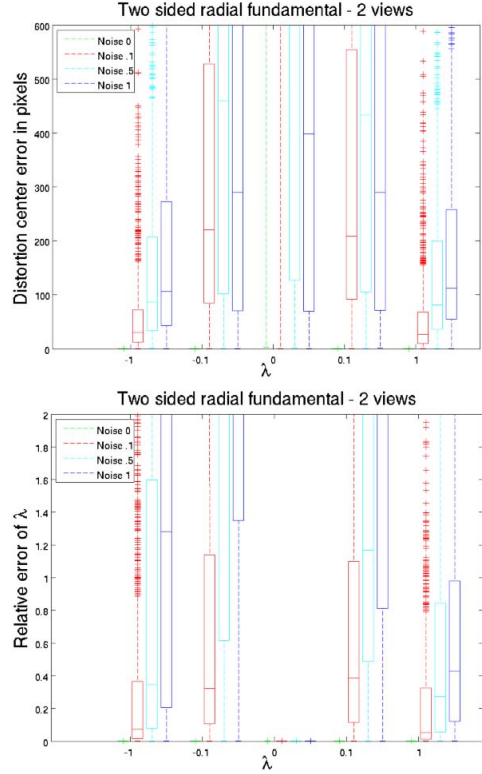 Two sided radial fundamental - 2 views
600
500
400
300
200
100
0
Distortion center error in pixels
Noise 0
Noise .1
Noise .5
Noise 1
-1
-0.1
0
0.1
1
λ
Two sided radial fundamental - 2 views
2
1.8
1.6
1.4
1.2
1
0.8
0.6
0.4
0.2
0
Relative error of λ
Noise 0
Noise .1
Noise .5
Noise 1
-1
-0.1
0
0.1
1
λ